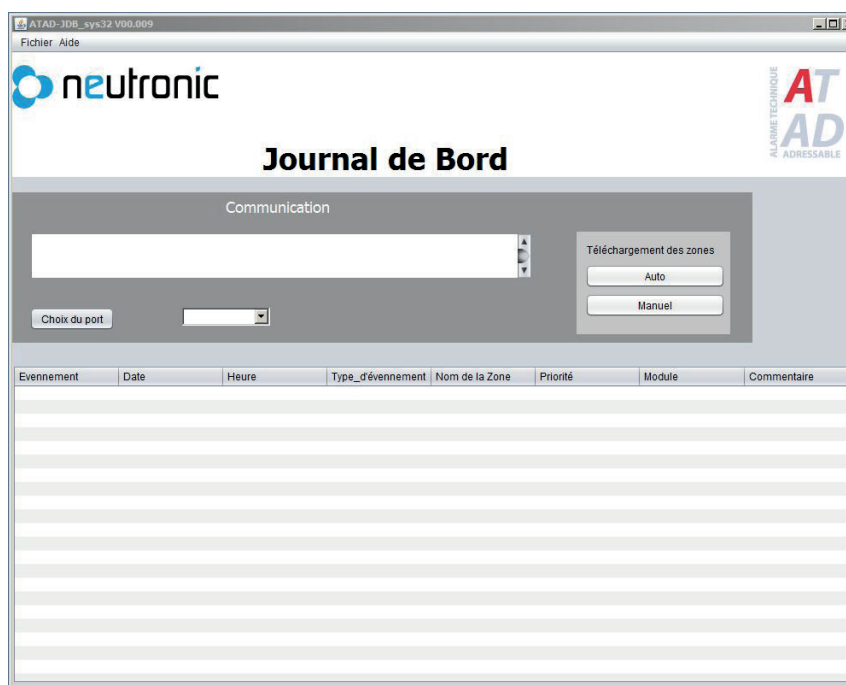 ATAD-JDB_sys32 V00.009
Fichier Aide
neutronic
ALARME TECHNIQUE
AT
AD
ADRESSABLE
Journal de Bord
Communication
Téléchargement des zones
Auto
Manuel
Choix du port
Evennement Date Heure Type_d'évennement Nom de la Zone Priorité Module Commentaire